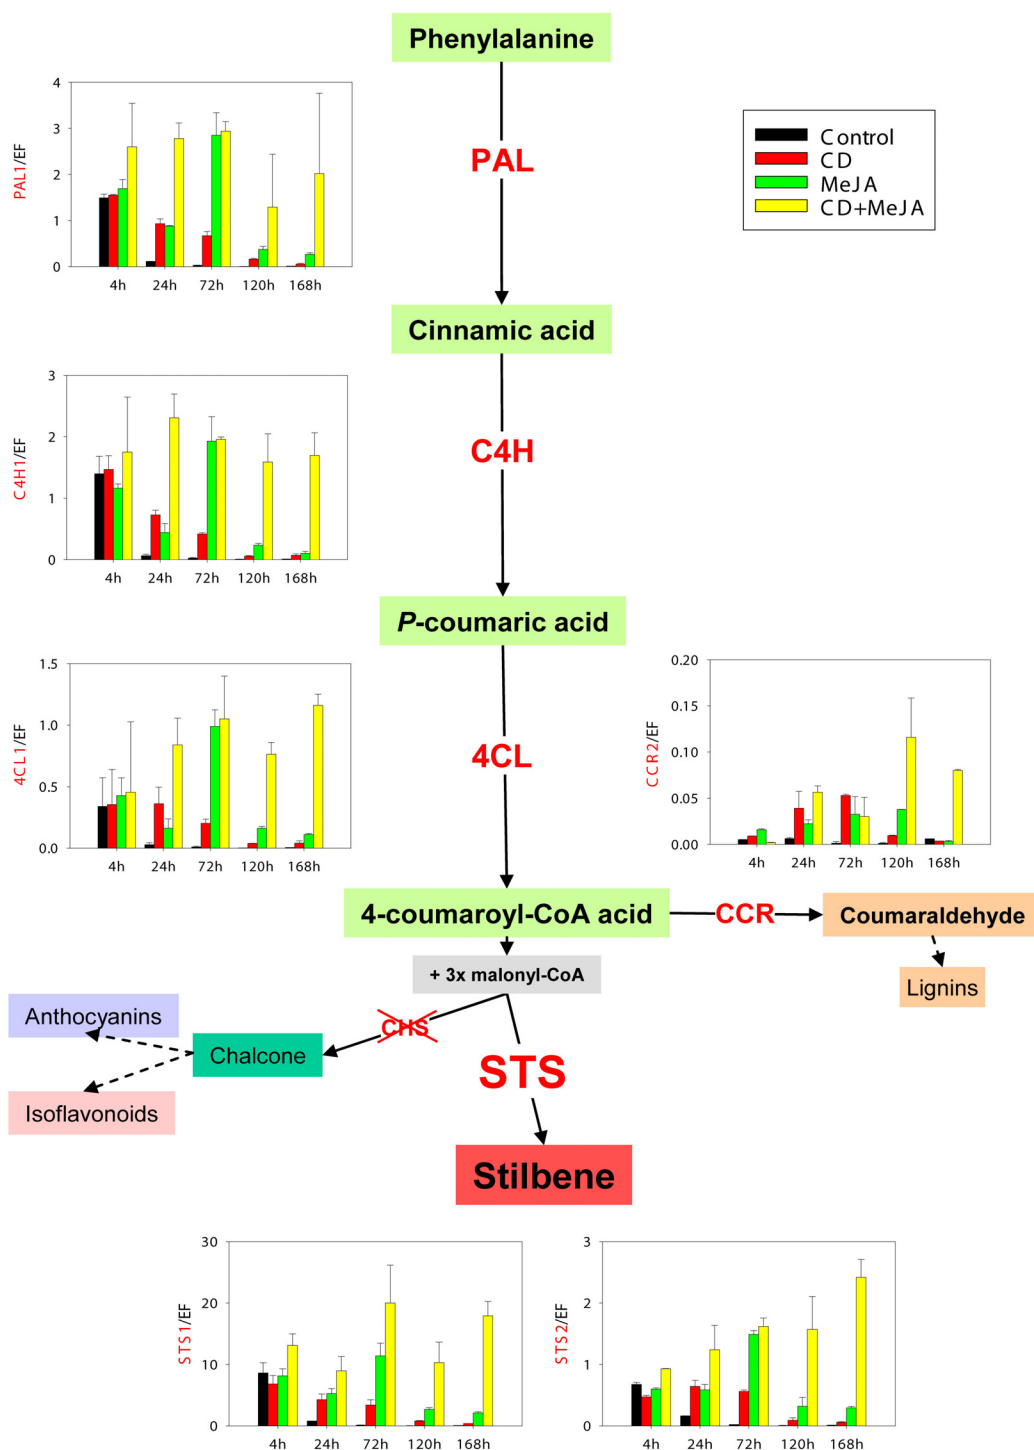 Phenylalanine
PAL1/EF
4
3
2
1
0
4h 24h 72h 120h 168h
PAL
Control
CD
MeJA
CD+MeJA
Cinnamic acid
C4H1/EF
3
2
1
0
4h 24h 72h 120h 168h
C4H
P-coumaric acid
4CL1/EF
1.5
1.0
0.5
0.0
4h 24h 72h 120h 168h
4CL
CCR2/EF
0.20
0.15
0.10
0.05
0.00
4h 24h 72h 120h 168h
4-coumaroyl-CoA acid
CCR
Coumaraldehyde
+ 3x malonyl-CoA
Lignins
Anthocyanins
CHS
Chalcone
STS
Isoflavonoids
Stilbene
STS1/EF
30
20
10
0
4h 24h 72h 120h 168h
STS2/EF
3
2
1
0
4h 24h 72h 120h 168h